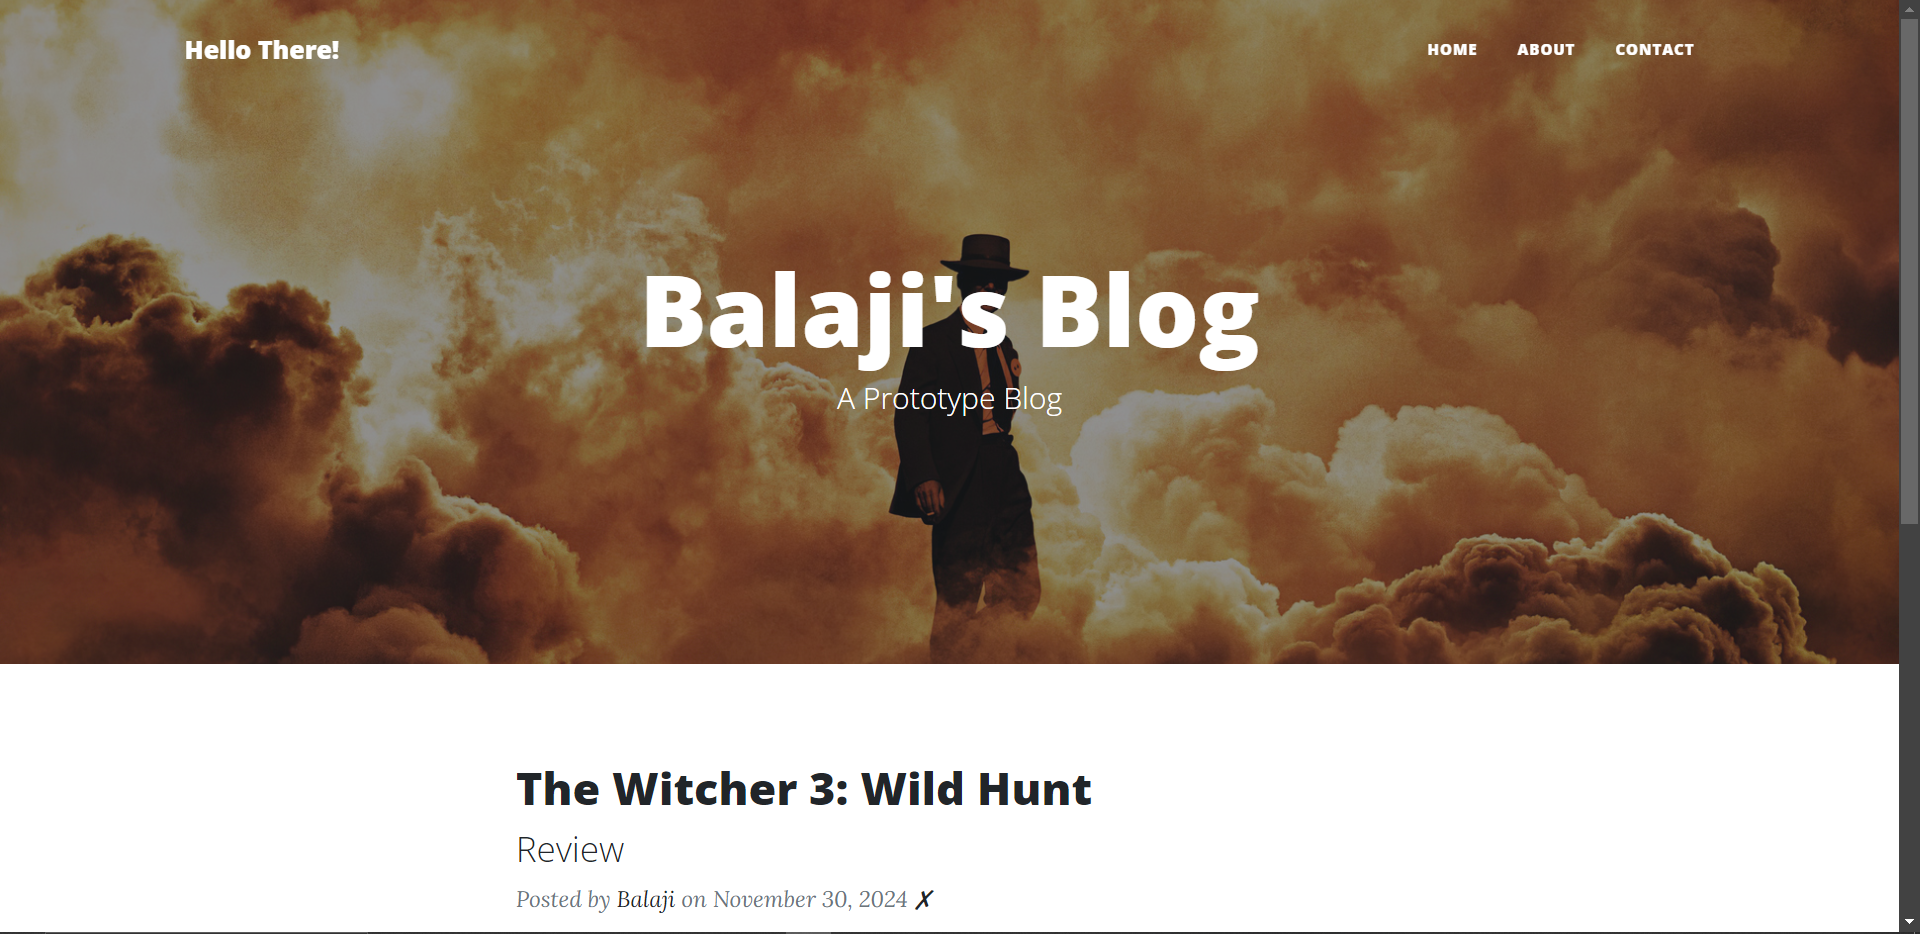 Hello There!
HOME ABOUT CONTACT
Balaji's Blog
A Prototype Blog
The Witcher 3: Wild Hunt
Review
Posted by Balaji on November 30, 2024 ✗